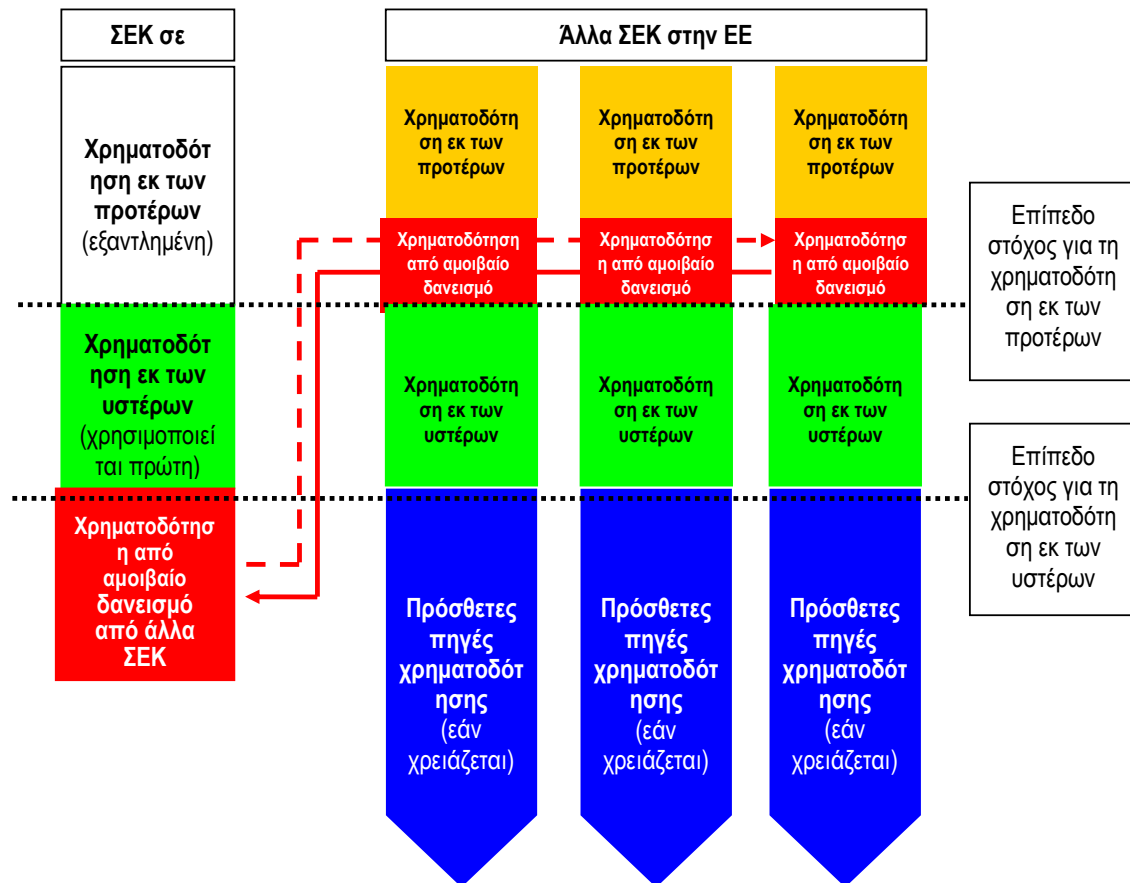 ΣΕΚ σε
Άλλα ΣΕΚ στην ΕΕ
Χρηματοδότ
ηση εκ των
προτέρων
(εξαντλημένη)
Χρηματοδότ
ηση εκ των
υστέρων
(χρησιμοποιεί
ται πρώτη)
Χρηματοδότησ
η από
αμοιβαίο
δανεισμό
από άλλα
ΣΕΚ
Χρηματοδότη
ση εκ των
προτέρων
Χρηματοδότηση
από αμοιβαίο
δανεισμό
Χρηματοδότη
ση εκ των
υστέρων
Πρόσθετες
πηγές
χρηματοδότ
ησης
(εάν
χρειάζεται)
Χρηματοδότη
ση εκ των
προτέρων
Χρηματοδότησ
η από αμοιβαίο
δανεισμό
Χρηματοδότη
ση εκ των
υστέρων
Πρόσθετες
πηγές
χρηματοδότ
ησης
(εάν
χρειάζεται)
Χρηματοδότη
ση εκ των
προτέρων
Χρηματοδότησ
η από αμοιβαίο
δανεισμό
Χρηματοδότη
ση εκ των
υστέρων
Πρόσθετες
πηγές
χρηματοδότ
ησης
(εάν
χρειάζεται)
Επίπεδο
στόχος για τη
χρηματοδότη
ση εκ των
προτέρων
Επίπεδο
στόχος για τη
χρηματοδότη
ση εκ των
υστέρων